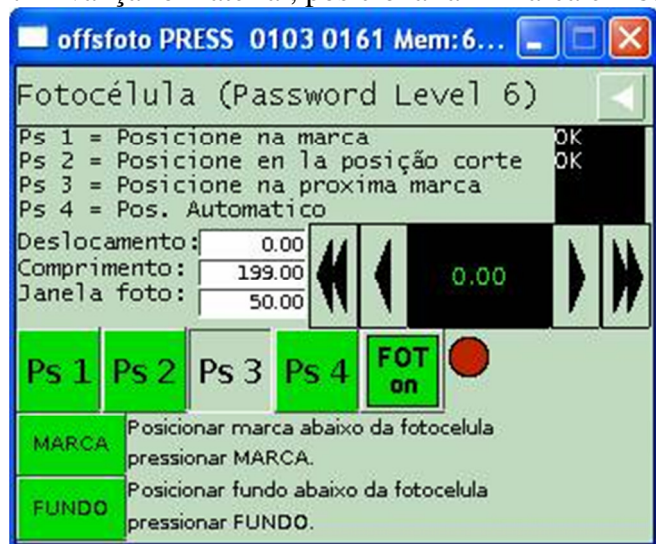 offsfoto PRESS 0103 0161 Mem:6...
Fotocélula (Password Level 6)
Ps 1 = Posicione na marca OK
Ps 2 = Posicione en la posição corte OK
Ps 3 = Posicione na proxima marca
Ps 4 = Pos. Automatico
Deslocamento: 0.00
Comprimento: 199.00
Janela foto: 50.00
0.00
Ps 1 Ps 2 Ps 3 Ps 4 FOT on
MARCA Posicionar marca abaixo da fotocelula
pressionar MARCA.
FUNDO Posicionar fundo abaixo da fotocelula
pressionar FUNDO.